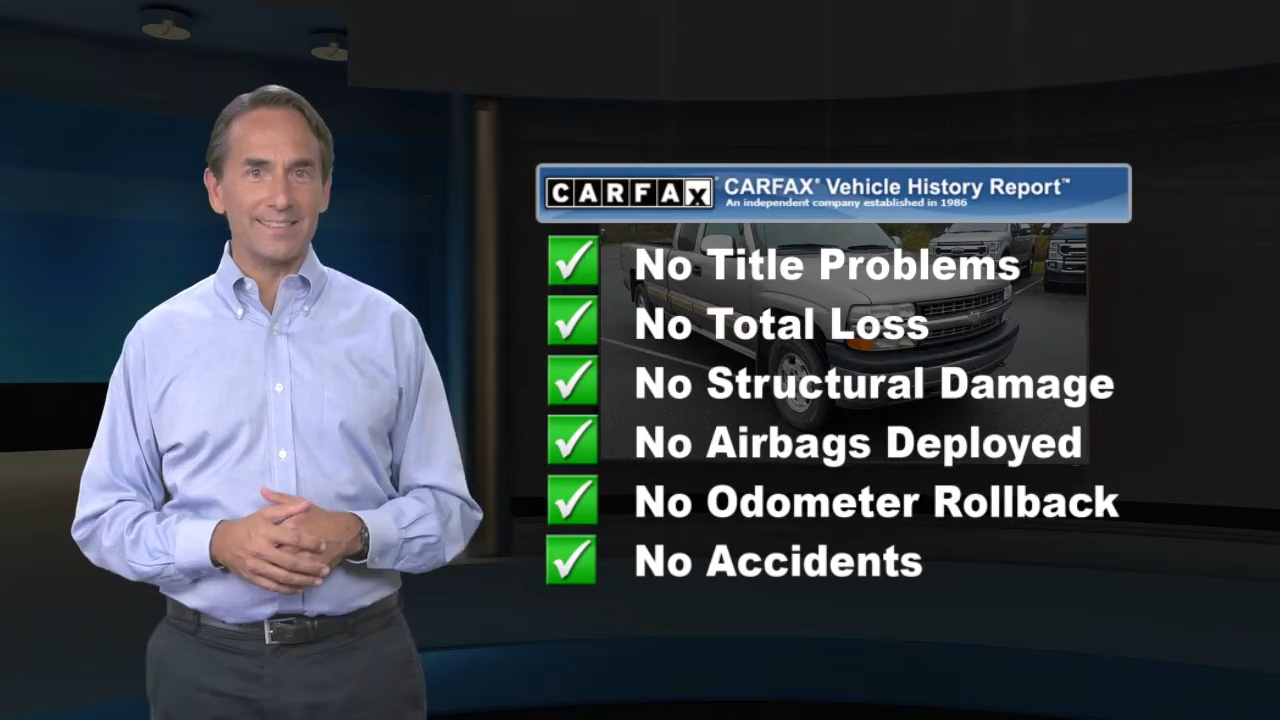 CARFAX® CARFAX® Vehicle History Report™
An independent company established in 1986
No Title Problems
No Total Loss
No Structural Damage
No Airbags Deployed
No Odometer Rollback
No Accidents